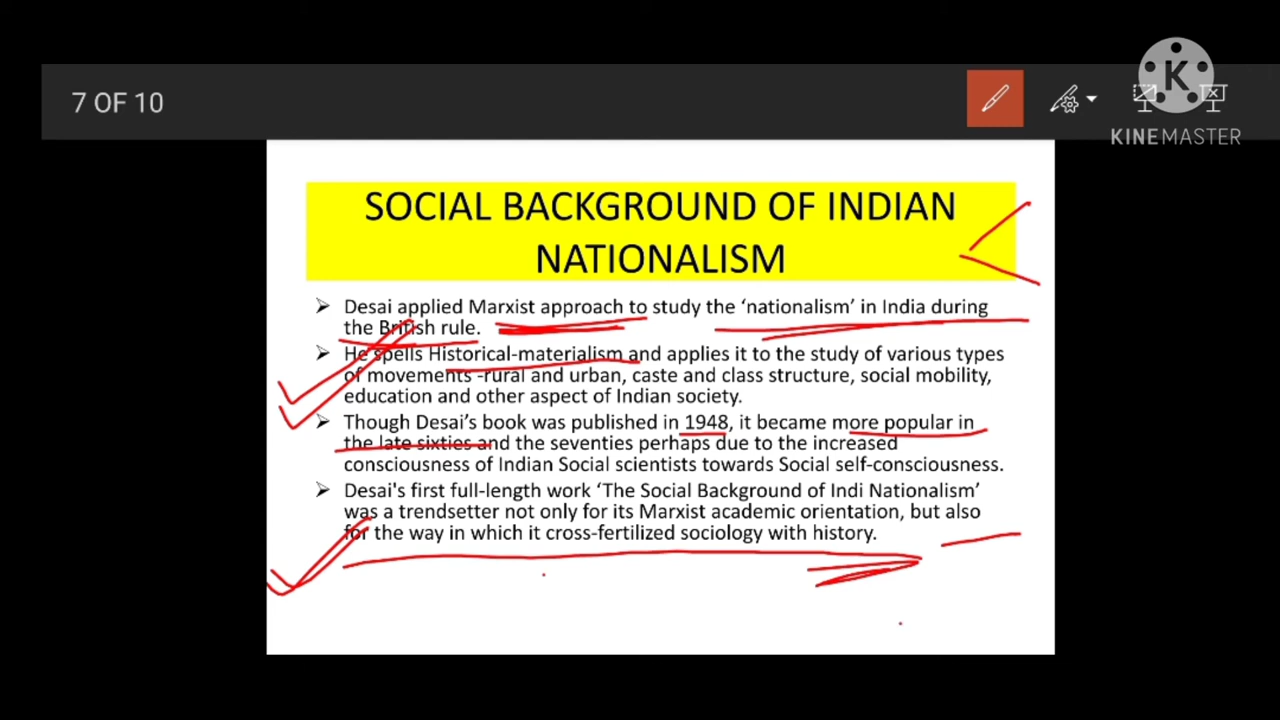 7 OF 10
K
KINEMASTER
SOCIAL BACKGROUND OF INDIAN
NATIONALISM
➢ Desai applied Marxist approach to study the ‘nationalism’ in India during
the British rule.
➢ He spells Historical-materialism and applies it to the study of various types
of movements -rural and urban, caste and class structure, social mobility,
education and other aspect of Indian society.
➢ Though Desai’s book was published in 1948, it became more popular in
the late sixties and the seventies perhaps due to the increased
consciousness of Indian Social scientists towards Social self-consciousness.
➢ Desai's first full-length work ‘The Social Background of Indi Nationalism’
was a trendsetter not only for its Marxist academic orientation, but also
for the way in which it cross-fertilized sociology with history.